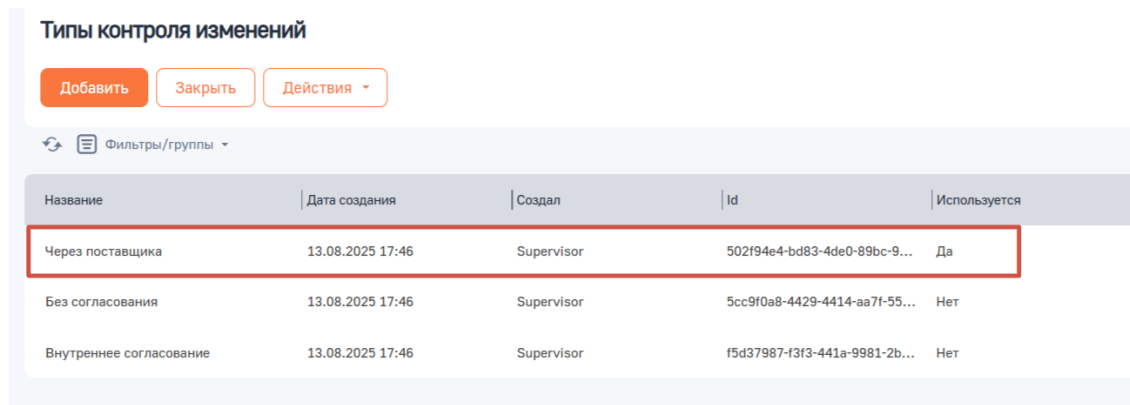 Типы контроля изменений
Добавить Закрыть Действия
Фильтры/группы
Название Дата создания Создал Id Используется
Через поставщика 13.08.2025 17:46 Supervisor 502f94e4-bd83-4de0-89bc-9... Да
Без согласования 13.08.2025 17:46 Supervisor 5cc9f0a8-4429-4414-aa7f-55... Нет
Внутреннее согласование 13.08.2025 17:46 Supervisor f5d37987-f3f3-441a-9981-2b... Нет